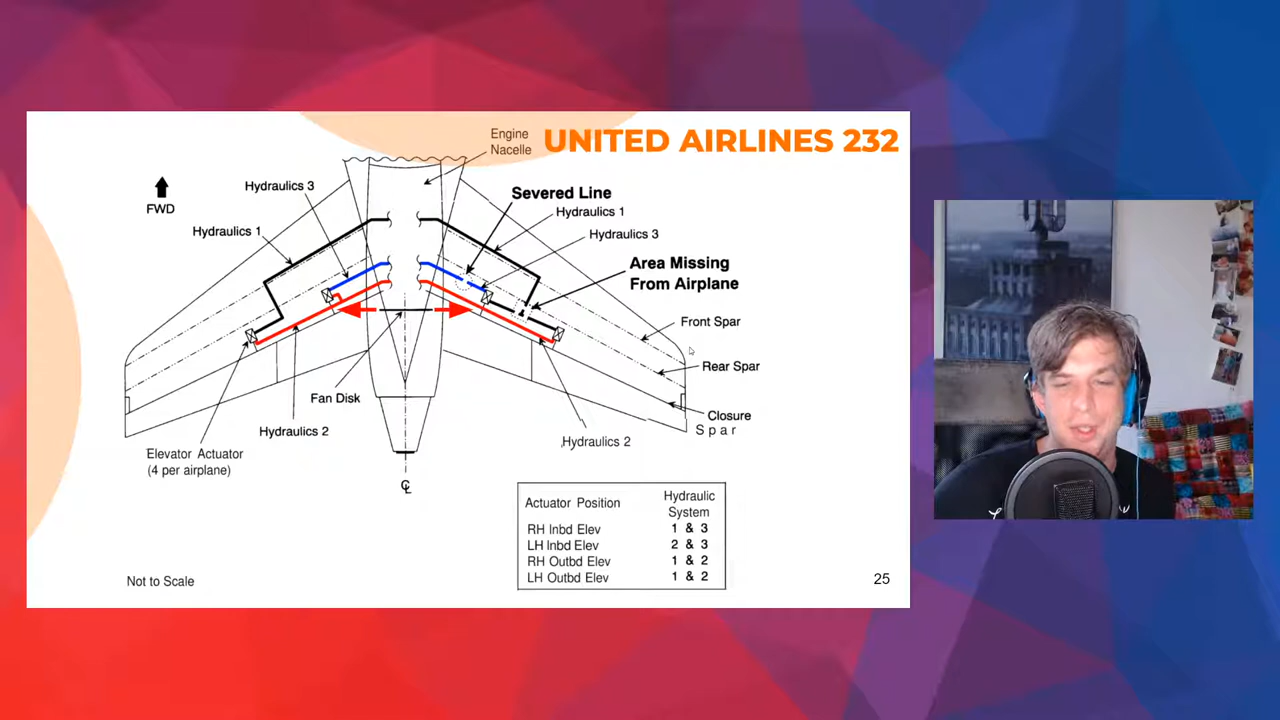 UNITED AIRLINES 232
Engine
Nacelle
Hydraulics 3
Severed Line
FWD
Hydraulics 1
Hydraulics 1
Hydraulics 3
Area Missing
From Airplane
Front Spar
Rear Spar
Fan Disk
Closure
Spar
Hydraulics 2
Hydraulics 2
Elevator Actuator
(4 per airplane)
CL
Actuator Position
Hydraulic
System
RH Inbd Elev 1 & 3
LH Inbd Elev 2 & 3
RH Outbd Elev 1 & 2
LH Outbd Elev 1 & 2
Not to Scale
25